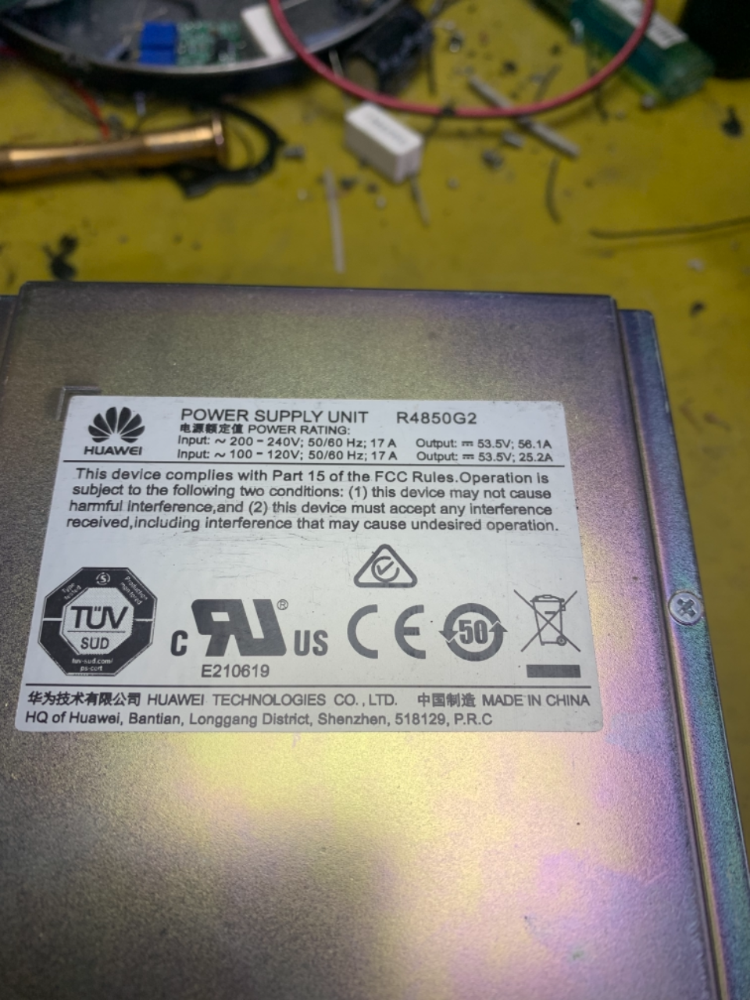 POWER SUPPLY UNIT R4850G2
电源额定值 POWER RATING:
Input: ~ 200 - 240V; 50/60 Hz; 17 A Output: ⎓ 53.5V; 56.1A
Input: ~ 100 - 120V; 50/60 Hz; 17 A Output: ⎓ 53.5V; 25.2A
HUAWEI
This device complies with Part 15 of the FCC Rules.Operation is
subject to the following two conditions: (1) this device may not cause
harmful interference,and (2) this device must accept any interference
received,including interference that may cause undesired operation.
Type tested
Production monitored
TÜV
SÜD
tuv-sud.com/
ps-cert
C RU ® US
E210619
CE
50
华为技术有限公司 HUAWEI TECHNOLOGIES CO., LTD. 中国制造 MADE IN CHINA
HQ of Huawei, Bantian, Longgang District, Shenzhen, 518129, P.R.C